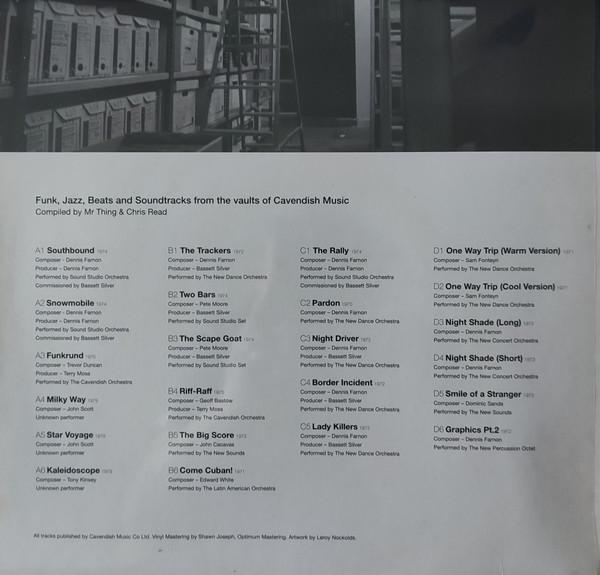 Funk, Jazz, Beats and Soundtracks from the vaults of Cavendish Music
Compiled by Mr Thing & Chris Read
A1 Southbound 1974
Composer - Dennis Farnon
Producer – Dennis Farnon
Performed by Sound Studio Orchestra
Commissioned by Bassett Silver
A2 Snowmobile 1974
Composer - Dennis Farnon
Producer – Dennis Farnon
Performed by Sound Studio Orchestra
Commissioned by Bassett Silver
A3 Funkrund
Composer – Trevor Duncan
Producer – Terry Moss
Performed by The Cavendish Orchestra
A4 Milky Way
Composer – John Scott
Unknown performer
A5 Star Voyage
Composer – John Scott
Unknown performer
A6 Kaleidoscope
Composer – Tony Kinsey
Unknown performer
B1 The Trackers 1972
Composer – Dennis Farnon
Producer – Bassett Silver
Performed by The New Dance Orchestra
B2 Two Bars 1974
Composer – Pete Moore
Producer – Bassett Silver
Performed by Sound Studio Set
B3 The Scape Goat 1974
Composer – Pete Moore
Producer – Bassett Silver
Performed by Sound Studio Set
B4 Riff-Raff
Composer – Geoff Bastow
Producer – Terry Moss
Performed by The Cavendish Orchestra
B5 The Big Score 1973
Composer – John Cacavas
Performed by The New Sounds
B6 Come Cuban! 1971
Composer – Edward White
Performed by The Latin American Orchestra
C1 The Rally 1974
Composer – Dennis Farnon
Producer – Dennis Farnon
Performed by Sound Studio Orchestra
Commissioned by Bassett Silver
C2 Pardon 1970
Composer – Dennis Farnon
Performed by The New Dance Orchestra
C3 Night Driver
Composer – Dennis Farnon
Producer – Bassett Silver
Performed by The New Dance Orchestra
C4 Border Incident 1972
Composer – Dennis Farnon
Producer – Bassett Silver
Performed by The New Dance Orchestra
C5 Lady Killers
Composer – Dennis Farnon
Producer – Bassett Silver
Performed by The New Dance Orchestra
D1 One Way Trip (Warm Version) 1971
Composer – Sam Fonteyn
Performed by The New Dance Orchestra
D2 One Way Trip (Cool Version) 1971
Composer – Sam Fonteyn
Performed by The New Dance Orchestra
D3 Night Shade (Long)
Composer – Dennis Farnon
Performed by The New Concert Orchestra
D4 Night Shade (Short)
Composer – Dennis Farnon
Performed by The New Concert Orchestra
D5 Smile of a Stranger
Composer – Dominic Sands
Performed by The New Sounds
D6 Graphics Pt.2
Composer – Dennis Farnon
Performed by The New Percussion Octet
All tracks published by Cavendish Music Co Ltd. Vinyl Mastering by Shawn Joseph, Optimum Mastering. Artwork by Leroy Nockolds.